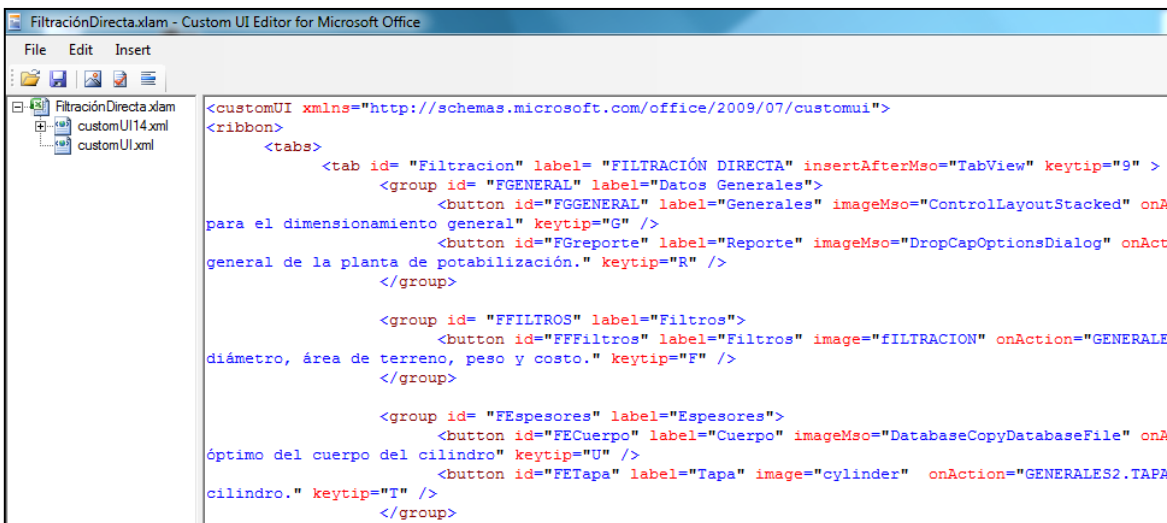 FiltraciónDirecta.xlam - Custom UI Editor for Microsoft Office
File Edit Insert
FiltraciónDirecta.xlam
customUI14.xml
customUI.xml
<customUI xmlns="http://schemas.microsoft.com/office/2009/07/customui">
<ribbon>
<tabs>
<tab id= "Filtracion" label= "FILTRACIÓN DIRECTA" insertAfterMso="TabView" keytip="9" >
<group id= "FGENERAL" label="Datos Generales">
<button id="FGGENERAL" label="Generales" imageMso="ControlLayoutStacked" onA
para el dimensionamiento general" keytip="G" />
<button id="FGreporte" label="Reporte" imageMso="DropCapOptionsDialog" onAct
general de la planta de potabilización." keytip="R" />
</group>
<group id= "FFILTROS" label="Filtros">
<button id="FFFiltros" label="Filtros" image="fILTRACION" onAction="GENERALE
diámetro, área de terreno, peso y costo." keytip="F" />
</group>
<group id= "FEspesores" label="Espesores">
<button id="FECuerpo" label="Cuerpo" imageMso="DatabaseCopyDatabaseFile" onA
óptimo del cuerpo del cilindro" keytip="U" />
<button id="FETapa" label="Tapa" image="cylinder"  onAction="GENERALES2.TAPA
cilindro." keytip="T" />
</group>